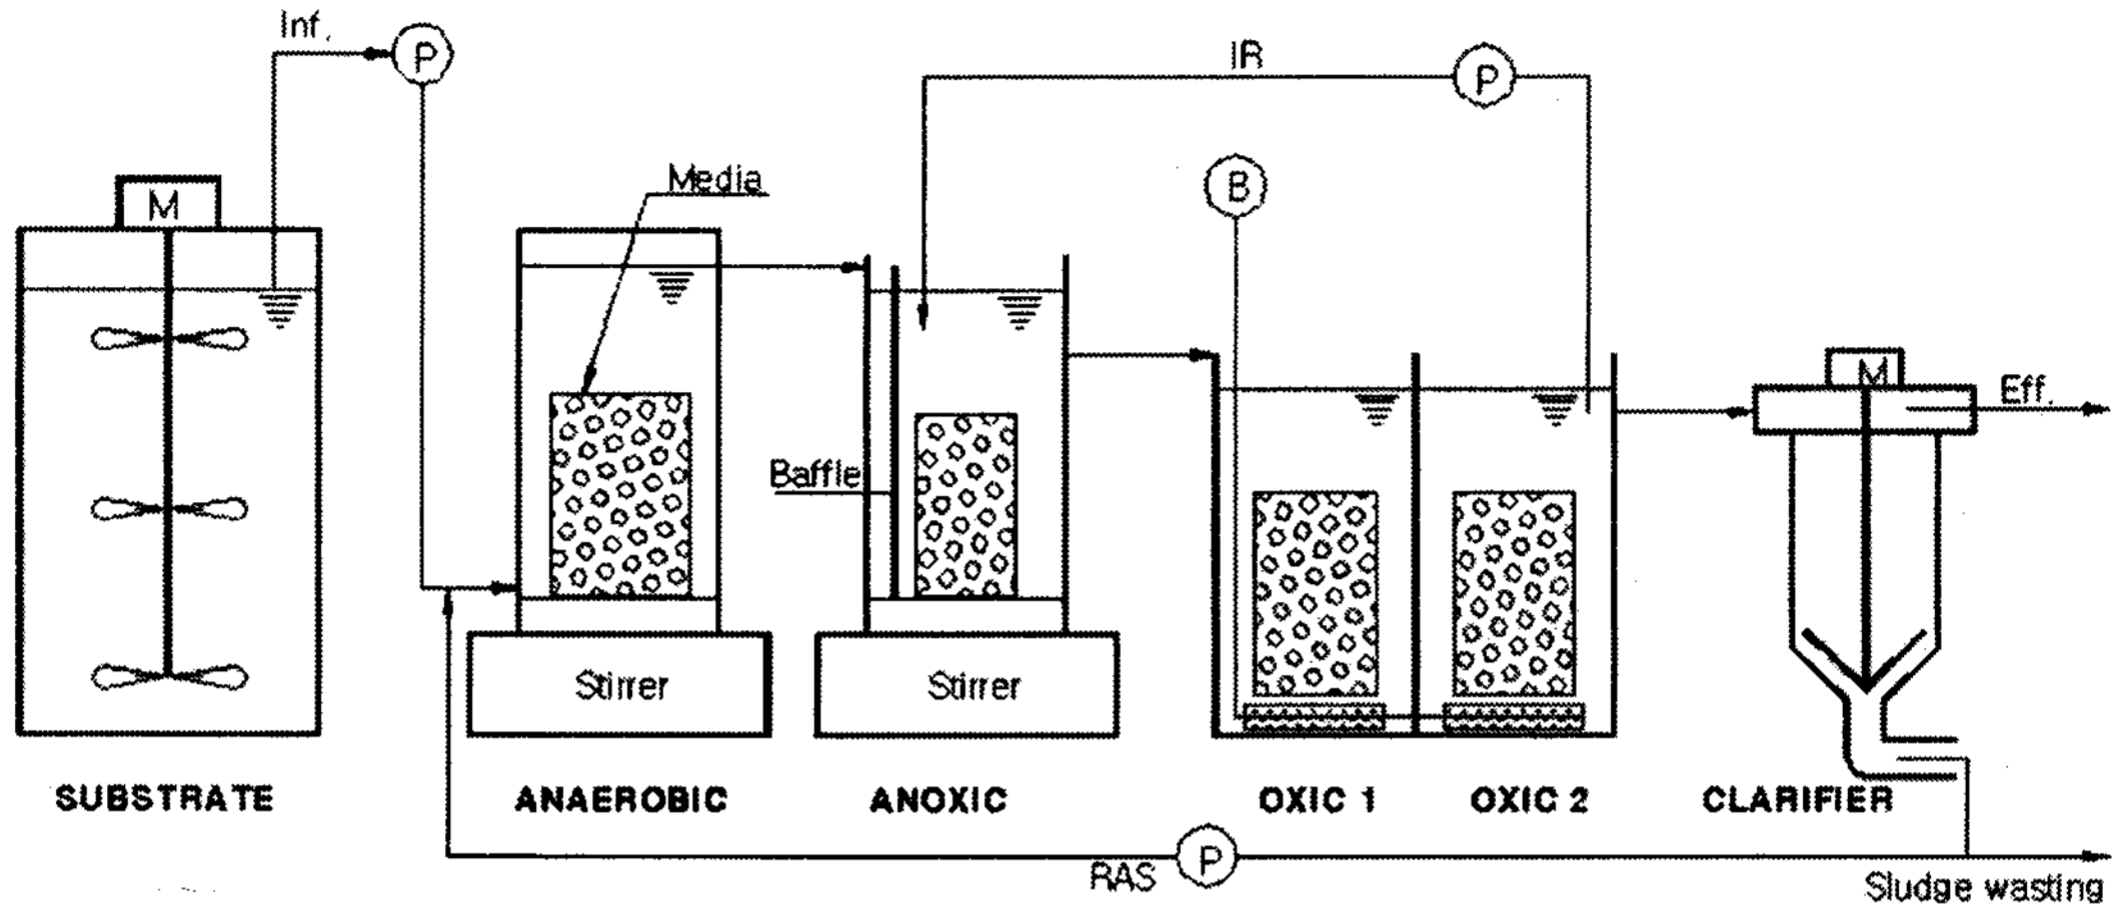 Inf.
P
IR
P
Media
B
M
M
Eff.
Baffle
Stirrer
Stirrer
SUBSTRATE
ANAEROBIC
ANOXIC
OXIC 1
OXIC 2
CLARIFIER
P
RAS
Sludge wasting